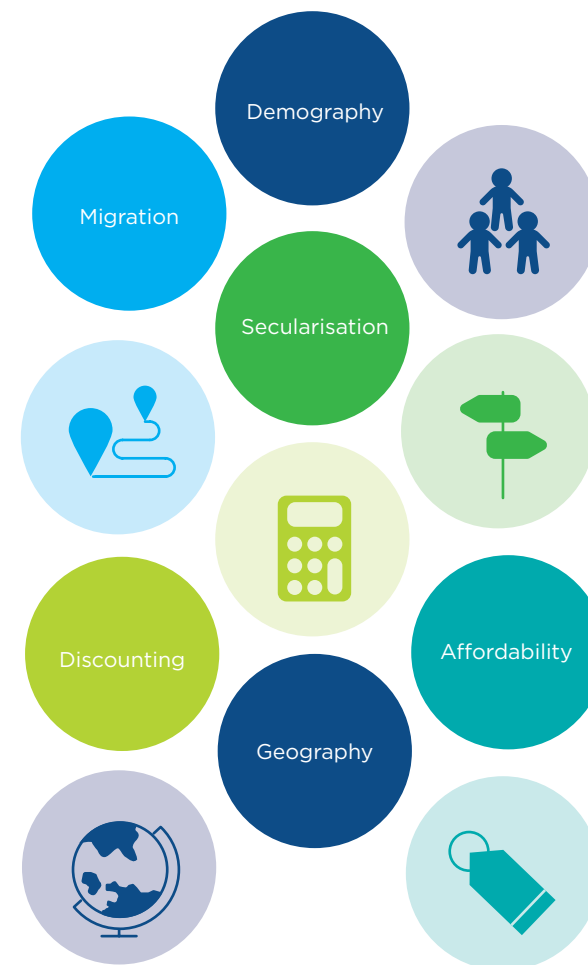 Demography
Migration
Secularisation
Discounting
Affordability
Geography